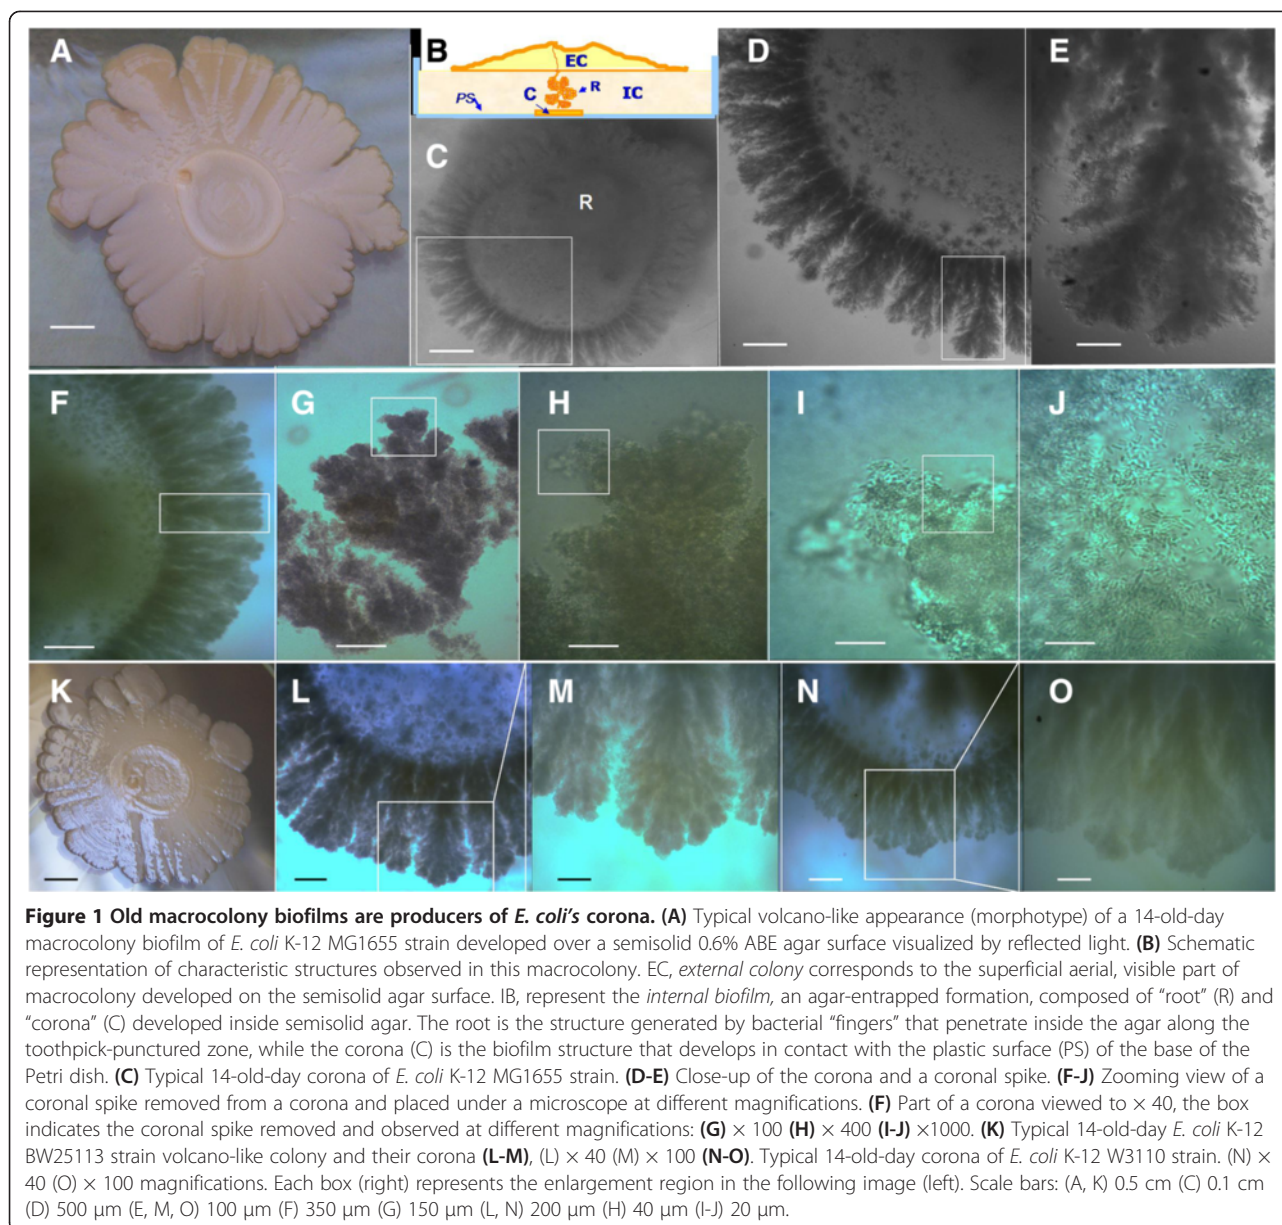 A
B
EC
C
R
IC
PS
D
E
C
R
F
G
H
I
J
K
L
M
N
O
Figure 1 Old macrocolony biofilms are producers of E. coli's corona. (A) Typical volcano-like appearance (morphotype) of a 14-old-day
macrocolony biofilm of E. coli K-12 MG1655 strain developed over a semisolid 0.6% ABE agar surface visualized by reflected light. (B) Schematic
representation of characteristic structures observed in this macrocolony. EC, external colony corresponds to the superficial aerial, visible part of
macrocolony developed on the semisolid agar surface. IB, represent the internal biofilm, an agar-entrapped formation, composed of “root” (R) and
“corona” (C) developed inside semisolid agar. The root is the structure generated by bacterial “fingers” that penetrate inside the agar along the
toothpick-punctured zone, while the corona (C) is the biofilm structure that develops in contact with the plastic surface (PS) of the base of the
Petri dish. (C) Typical 14-old-day corona of E. coli K-12 MG1655 strain. (D-E) Close-up of the corona and a coronal spike. (F-J) Zooming view of a
coronal spike removed from a corona and placed under a microscope at different magnifications. (F) Part of a corona viewed to × 40, the box
indicates the coronal spike removed and observed at different magnifications: (G) × 100 (H) × 400 (I-J) ×1000. (K) Typical 14-old-day E. coli K-12
BW25113 strain volcano-like colony and their corona (L-M), (L) × 40 (M) × 100 (N-O). Typical 14-old-day corona of E. coli K-12 W3110 strain. (N) ×
40 (O) × 100 magnifications. Each box (right) represents the enlargement region in the following image (left). Scale bars: (A, K) 0.5 cm (C) 0.1 cm
(D) 500 μm (E, M, O) 100 μm (F) 350 μm (G) 150 μm (L, N) 200 μm (H) 40 μm (I-J) 20 μm.